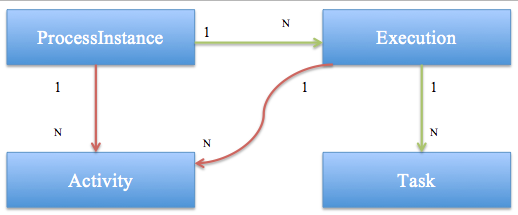 ProcessInstance
1
N
Execution
1
1
1
N
N
N
Activity
Task